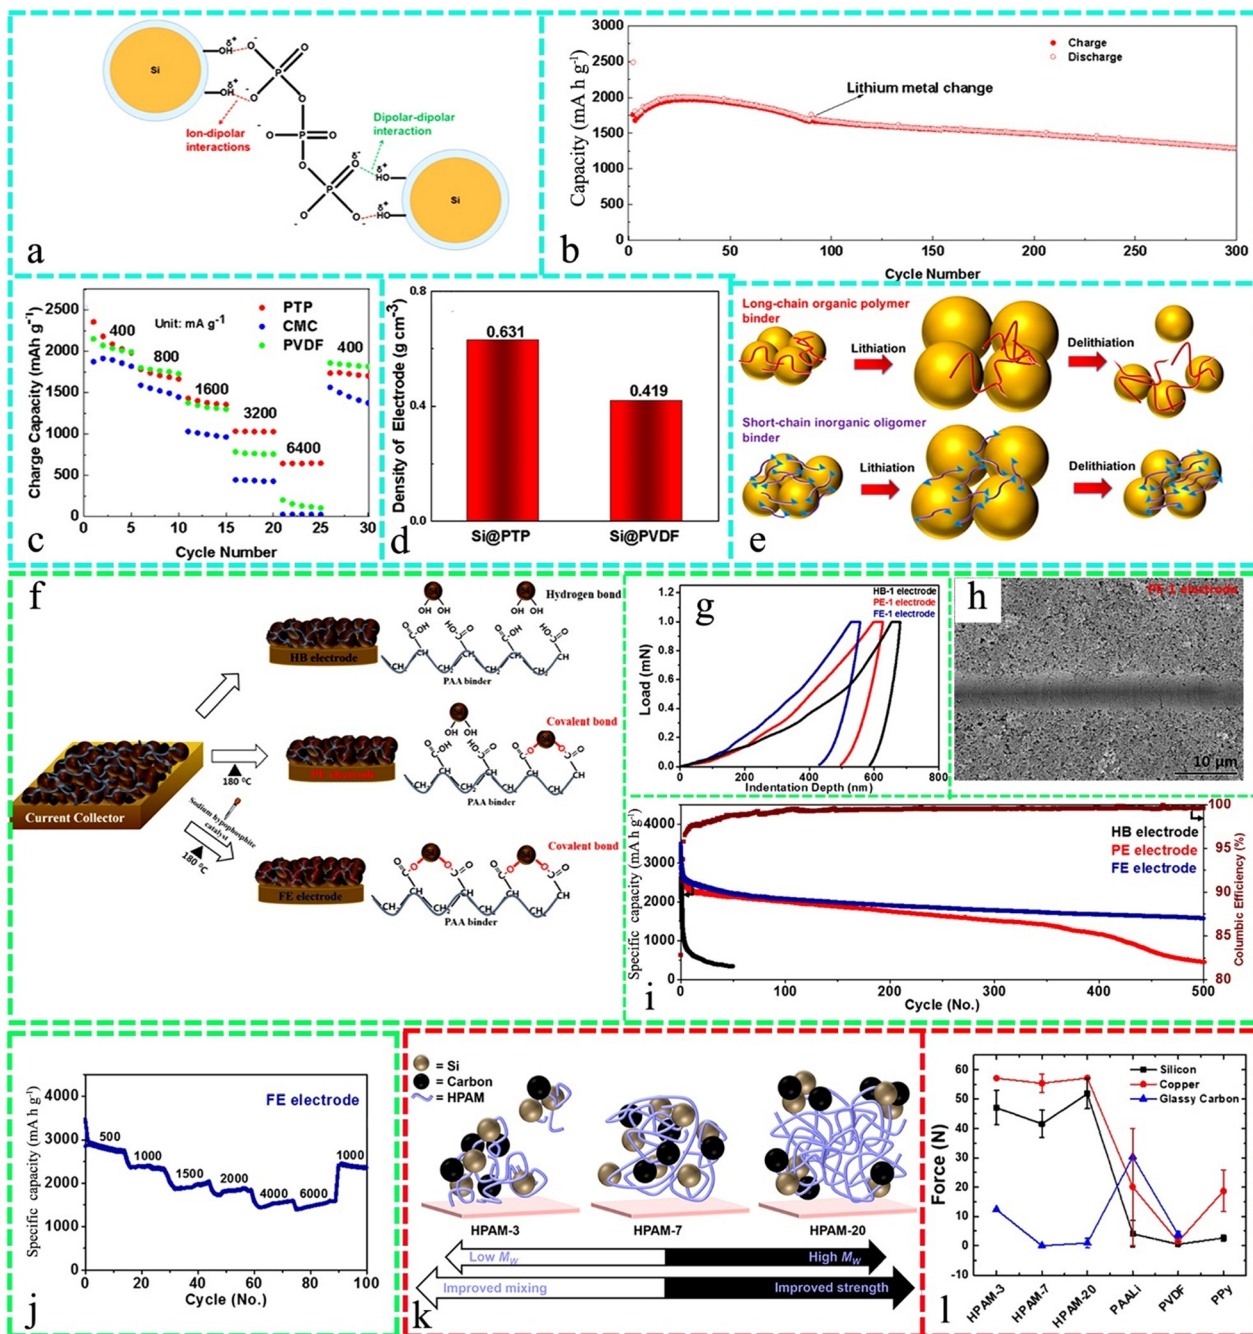 a
Si
δ+
OH
O
-
O
P
O
δ+
OH
O
-
Ion-dipolar
interactions
-O
P
O
O
Dipolar-dipolar
interaction
P
O
δ-
δ+
HO
O
-
O
-
δ+
HO
Si
b
Capacity (mA h g⁻¹)
3000
2500
2000
1500
1000
500
0
Charge
Discharge
Lithium metal change
0
50
100
150
200
250
300
Cycle Number
c
Charge Capacity (mAh g⁻¹)
2500
2000
1500
1000
500
0
PTP
CMC
PVDF
Unit: mA g⁻¹
400
800
1600
3200
6400
400
0
5
10
15
20
25
30
Cycle Number
d
Density of Electrode (g cm⁻³)
0.8
0.4
0.0
0.631
0.419
Si@PTP
Si@PVDF
e
Long-chain organic polymer
binder
Lithiation
Delithiation
Short-chain inorganic oligomer
binder
Lithiation
Delithiation
f
Current Collector
180 ⁰C
Sodium hypophosphite
catalyst
180 ⁰C
HB electrode
Hydrogen bond
PAA binder
PE electrode
Covalent bond
PAA binder
FE electrode
Covalent bond
PAA binder
g
Load (mN)
1.2
1.0
0.8
0.6
0.4
0.2
0.0
HB-1 electrode
PE-1 electrode
FE-1 electrode
0
200
400
600
800
Indentation Depth (nm)
h
PE-1 electrode
10 µm
i
Specific capacity (mA h g⁻¹)
4000
3000
2000
1000
0
HB electrode
PE electrode
FE electrode
100
95
90
85
80
Columbic Efficiency (%)
0
100
200
300
400
500
Cycle (No.)
j
Specific capacity (mA h g⁻¹)
4000
3000
2000
1000
0
FE electrode
500
1000
1500
2000
4000
6000
1000
0
20
40
60
80
100
Cycle (No.)
k
= Si
= Carbon
= HPAM
HPAM-3
HPAM-7
HPAM-20
Low Mw
High Mw
Improved mixing
Improved strength
l
Force (N)
60
50
40
30
20
10
0
-10
Silicon
Copper
Glassy Carbon
HPAM-3
HPAM-7
HPAM-20
PAALi
PVDF
PPy